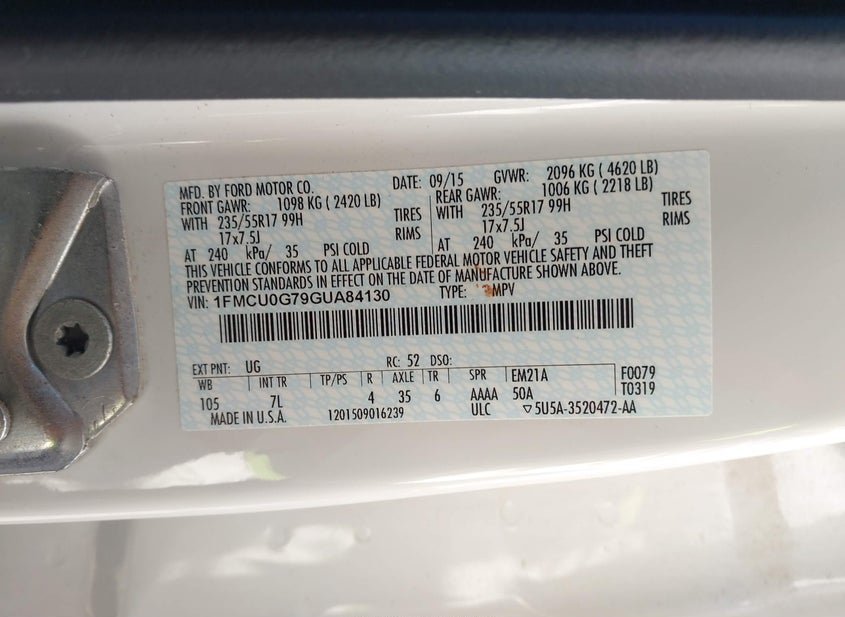 MFD. BY FORD MOTOR CO. DATE: 09/15 GVWR: 2096 KG ( 4620 LB)
FRONT GAWR: 1098 KG ( 2420 LB) REAR GAWR: 1006 KG ( 2218 LB)
WITH 235/55R17 99H TIRES WITH 235/55R17 99H TIRES
17x7.5J RIMS 17x7.5J RIMS
AT 240 kPa/ 35 PSI COLD AT 240 kPa/ 35 PSI COLD
THIS VEHICLE CONFORMS TO ALL APPLICABLE FEDERAL MOTOR VEHICLE SAFETY AND THEFT
PREVENTION STANDARDS IN EFFECT ON THE DATE OF MANUFACTURE SHOWN ABOVE.
VIN: 1FMCU0G79GUA84130 TYPE: MPV
EXT PNT: UG RC: 52 DSO:
WB INT TR TP/PS R AXLE TR SPR EM21A F0079
105 7L 4 35 6 AAAA 50A T0319
MADE IN U.S.A. 1201509016239 ULC ▽5U5A-3520472-AA